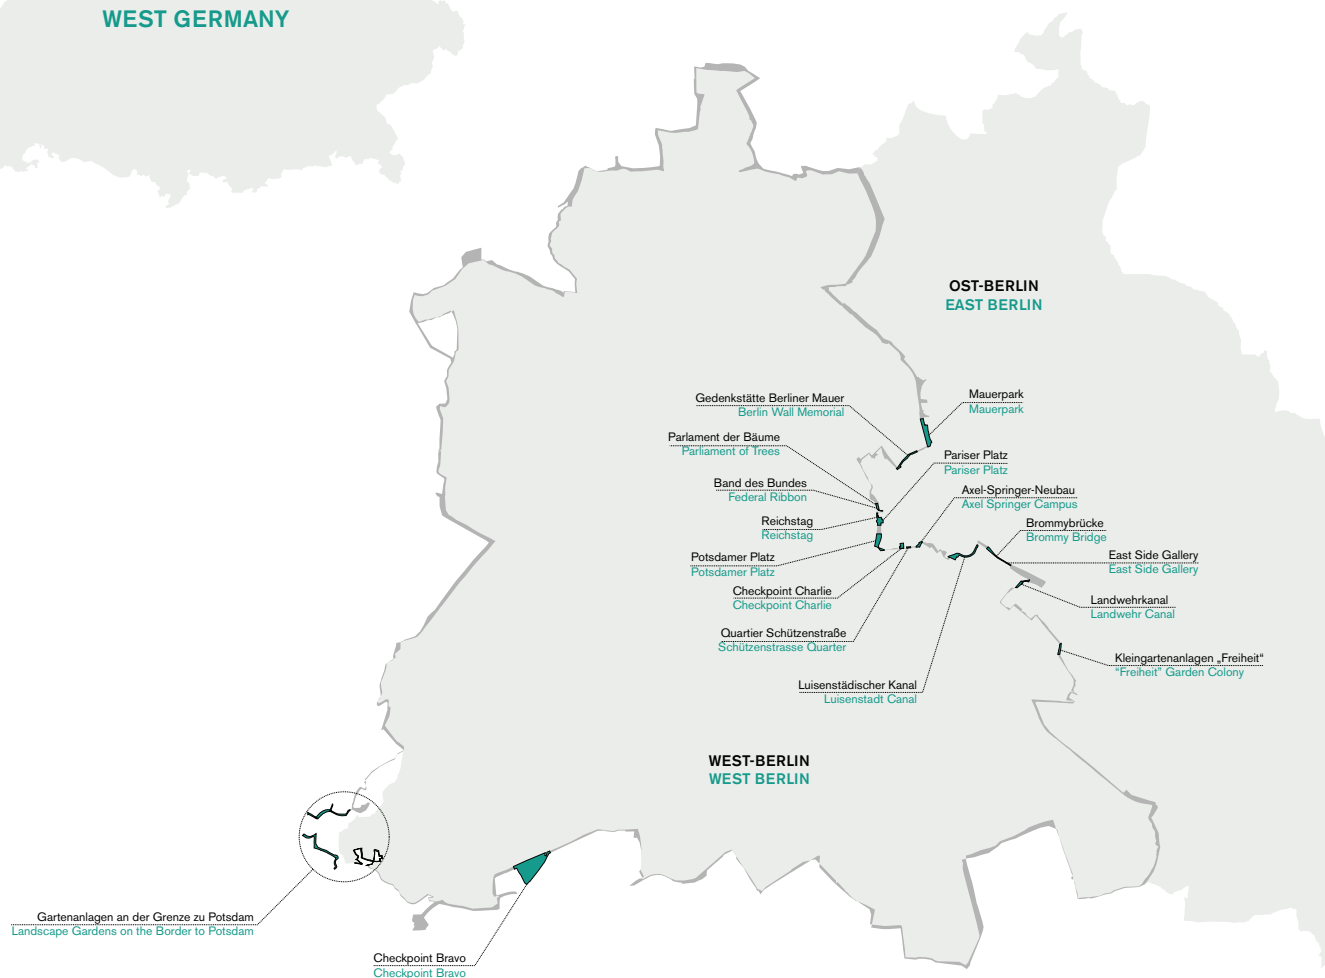 WEST GERMANY
OST-BERLIN
EAST BERLIN
Gedenkstätte Berliner Mauer
Berlin Wall Memorial
Mauerpark
Mauerpark
Parlament der Bäume
Parliament of Trees
Pariser Platz
Pariser Platz
Band des Bundes
Federal Ribbon
Axel-Springer-Neubau
Axel Springer Campus
Reichstag
Reichstag
Brommybrücke
Brommy Bridge
Potsdamer Platz
Potsdamer Platz
East Side Gallery
East Side Gallery
Checkpoint Charlie
Checkpoint Charlie
Landwehrkanal
Landwehr Canal
Quartier Schützenstraße
Schützenstrasse Quarter
Kleingartenanlagen „Freiheit“
“Freiheit” Garden Colony
Luisenstädischer Kanal
Luisenstadt Canal
WEST-BERLIN
WEST BERLIN
Gartenanlagen an der Grenze zu Potsdam
Landscape Gardens on the Border to Potsdam
Checkpoint Bravo
Checkpoint Bravo